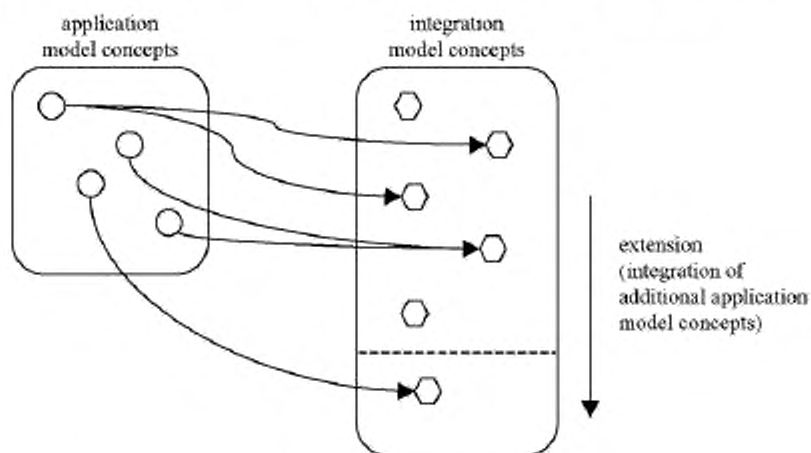 application
model concepts
integration
model concepts
extension
(integration of
additional application
model concepts)